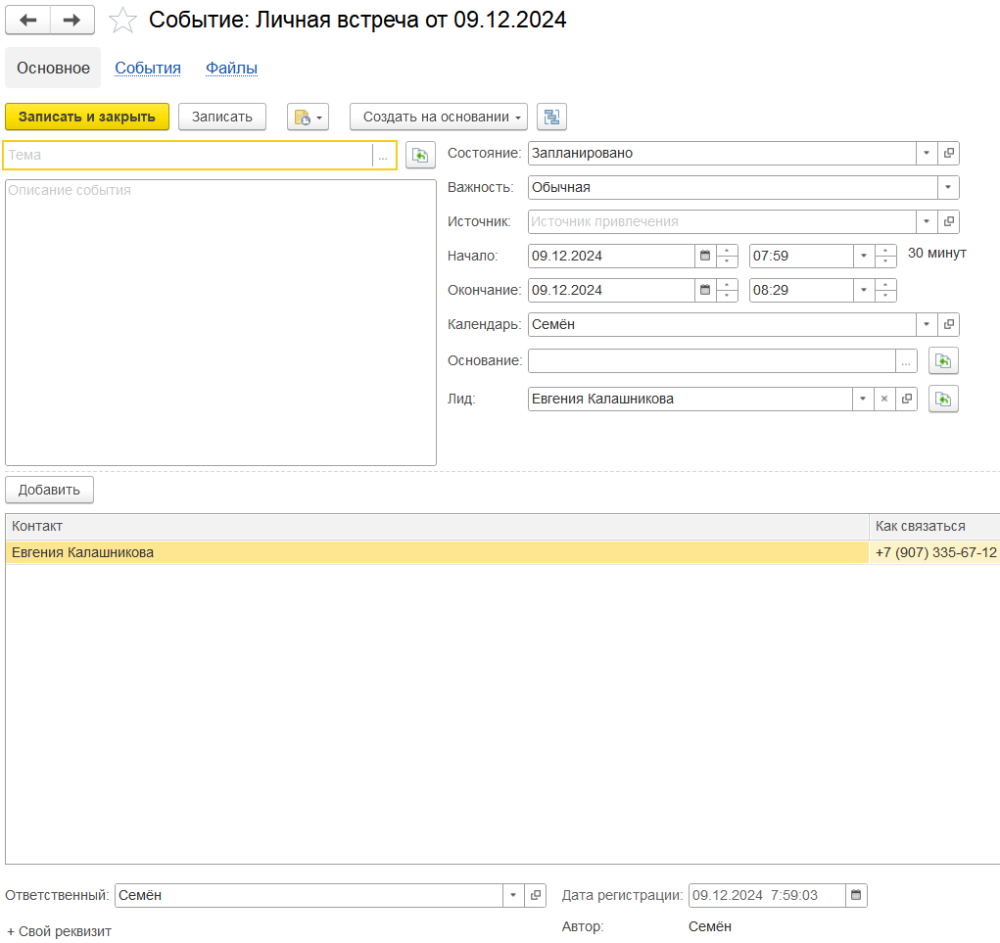 Событие: Личная встреча от 09.12.2024
Основное События Файлы
Записать и закрыть Записать Создать на основании
Тема ...
Описание события
Состояние: Запланировано
Важность: Обычная
Источник: Источник привлечения
Начало: 09.12.2024 07:59 30 минут
Окончание: 09.12.2024 08:29
Календарь: Семён
Основание: ...
Лид: Евгения Калашникова
Добавить
Контакт Как связаться
Евгения Калашникова +7 (907) 335-67-12
Ответственный: Семён Дата регистрации: 09.12.2024 7:59:03
+ Свой реквизит Автор: Семён